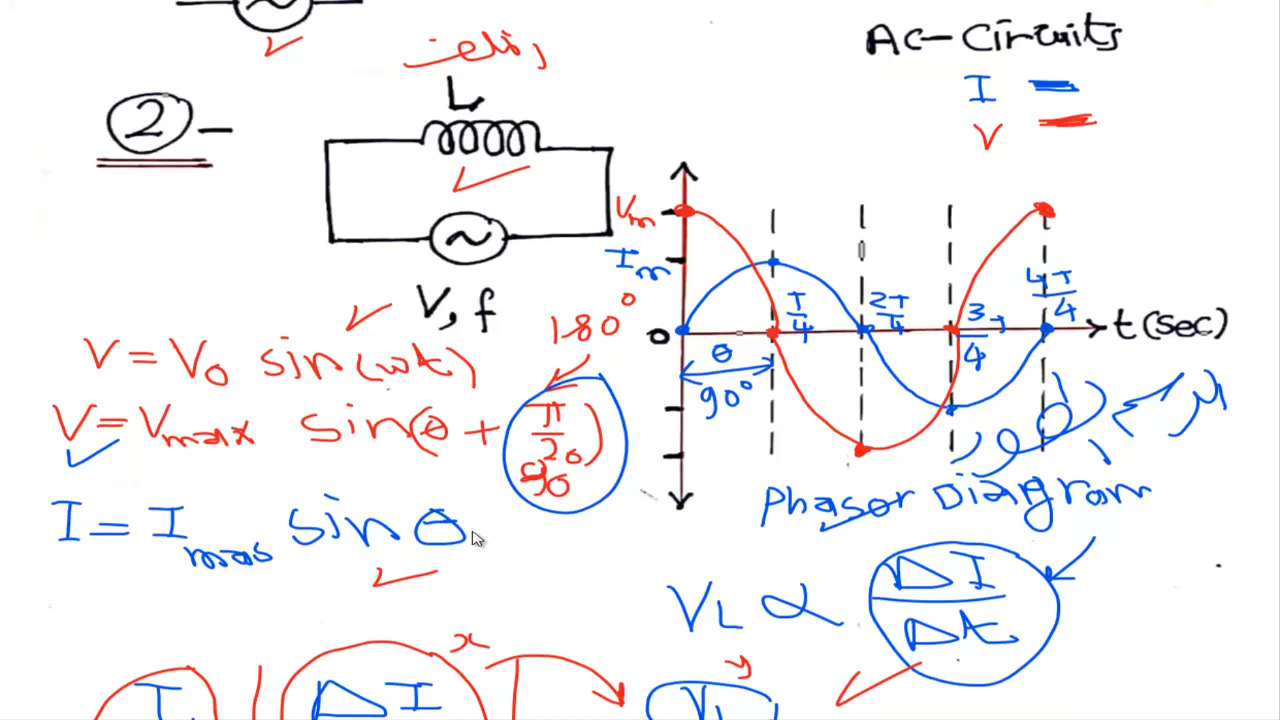 AC-Circuits
I
V
2-
L
V, f
Vm
Im
0
T/4
2T/4
3T/4
4T/4
t(sec)
θ
90°
180°
V = V₀ sin(ωt)
V = Vmax sin(θ + π/2)
90
I = Imax sin θ
Phasor Diagram
VL ∝ ΔI/Δt
x
y
I
ΔI
VL